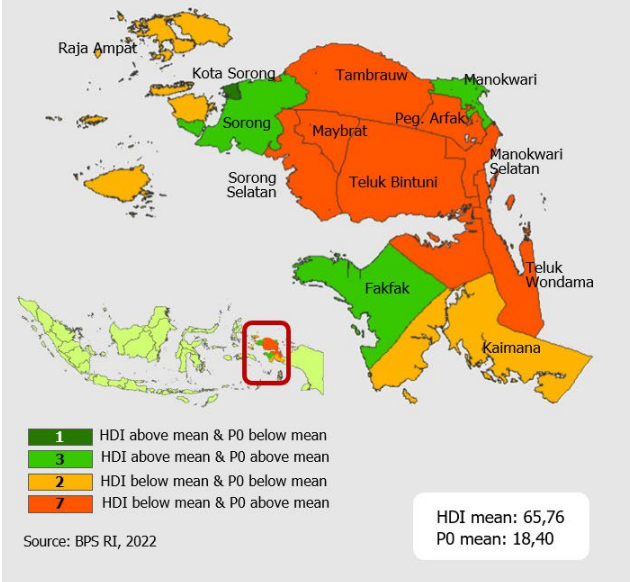 Raja Ampat
Kota Sorong
Tambrauw
Manokwari
Sorong
Maybrat
Peg. Arfak
Manokwari
Selatan
Sorong
Selatan
Teluk Bintuni
Teluk
Wondama
Fakfak
Kaimana
1 HDI above mean & P0 below mean
3 HDI above mean & P0 above mean
2 HDI below mean & P0 below mean
7 HDI below mean & P0 above mean
HDI mean: 65,76
P0 mean: 18,40
Source: BPS RI, 2022